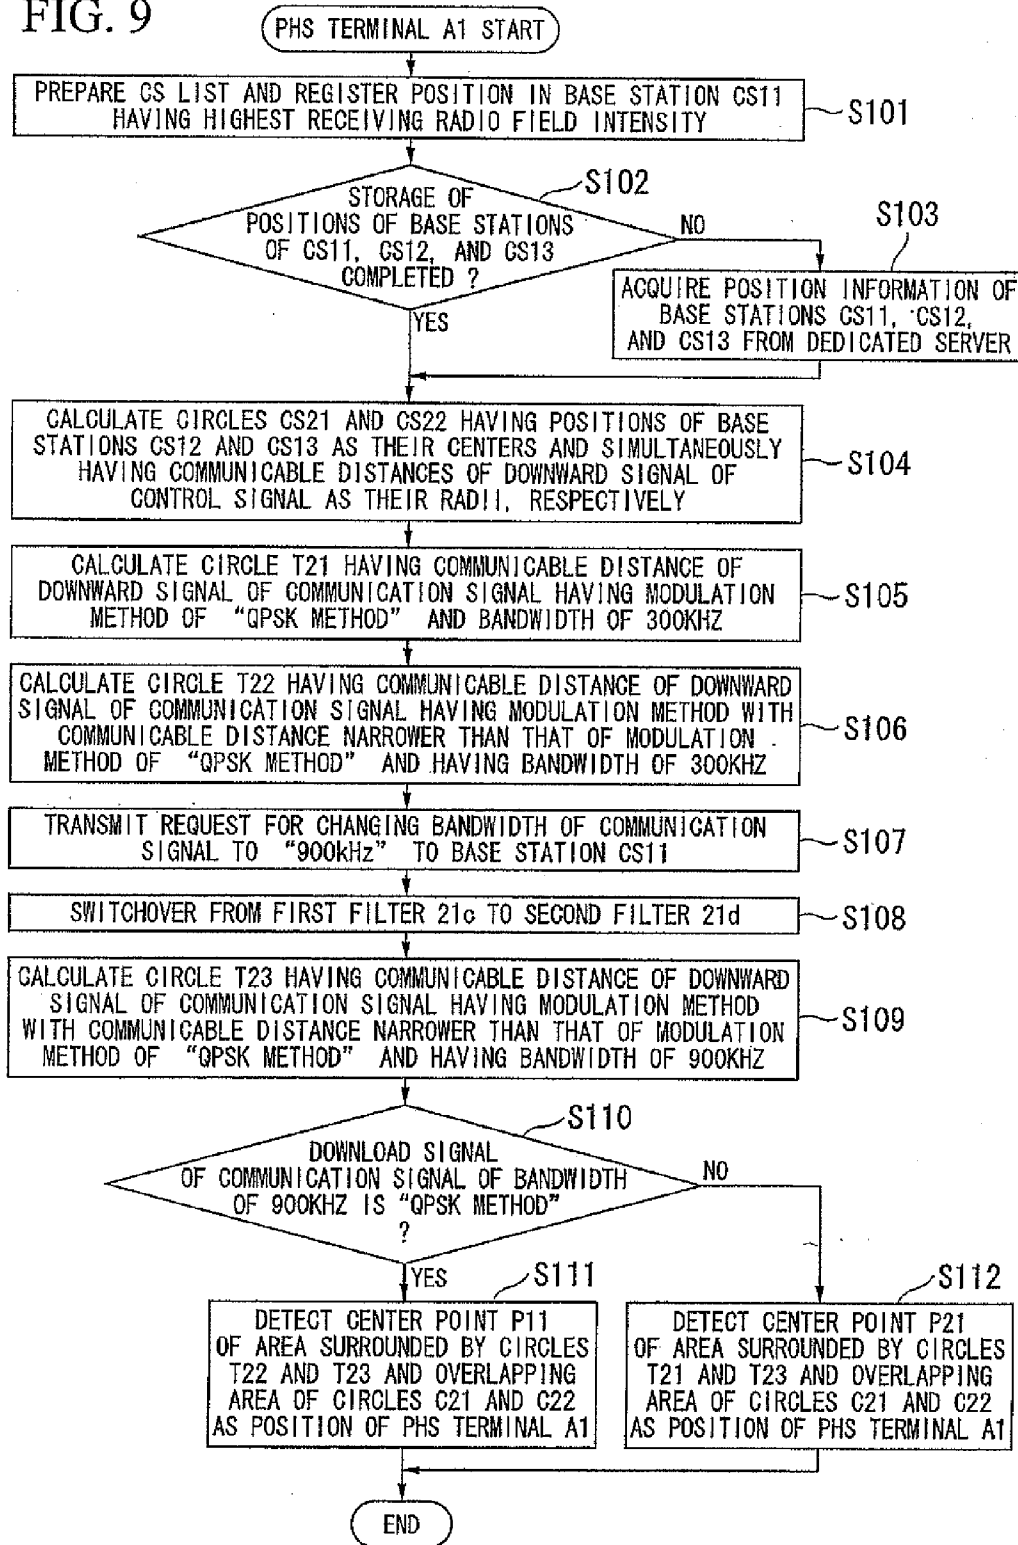 FIG. 9
PHS TERMINAL A1 START
PREPARE CS LIST AND REGISTER POSITION IN BASE STATION CS11
HAVING HIGHEST RECEIVING RADIO FIELD INTENSITY
S101
S102
STORAGE OF
POSITIONS OF BASE STATIONS
OF CS11, CS12, AND CS13
COMPLETED ?
NO
YES
S103
ACQUIRE POSITION INFORMATION OF
BASE STATIONS CS11, CS12,
AND CS13 FROM DEDICATED SERVER
CALCULATE CIRCLES CS21 AND CS22 HAVING POSITIONS OF BASE
STATIONS CS12 AND CS13 AS THEIR CENTERS AND SIMULTANEOUSLY
HAVING COMMUNICABLE DISTANCES OF DOWNWARD SIGNAL OF
CONTROL SIGNAL AS THEIR RADII, RESPECTIVELY
S104
CALCULATE CIRCLE T21 HAVING COMMUNICABLE DISTANCE OF
DOWNWARD SIGNAL OF COMMUNICATION SIGNAL HAVING MODULATION
METHOD OF "QPSK METHOD" AND BANDWIDTH OF 300KHZ
S105
CALCULATE CIRCLE T22 HAVING COMMUNICABLE DISTANCE OF DOWNWARD
SIGNAL OF COMMUNICATION SIGNAL HAVING MODULATION METHOD WITH
COMMUNICABLE DISTANCE NARROWER THAN THAT OF MODULATION
METHOD OF "QPSK METHOD" AND HAVING BANDWIDTH OF 300KHZ
S106
TRANSMIT REQUEST FOR CHANGING BANDWIDTH OF COMMUNICATION
SIGNAL TO "900kHz" TO BASE STATION CS11
S107
SWITCHOVER FROM FIRST FILTER 21c TO SECOND FILTER 21d
S108
CALCULATE CIRCLE T23 HAVING COMMUNICABLE DISTANCE OF DOWNWARD
SIGNAL OF COMMUNICATION SIGNAL HAVING MODULATION METHOD
WITH COMMUNICABLE DISTANCE NARROWER THAN THAT OF MODULATION
METHOD OF "QPSK METHOD" AND HAVING BANDWIDTH OF 900KHZ
S109
S110
DOWNLOAD SIGNAL
OF COMMUNICATION SIGNAL OF BANDWIDTH
OF 900KHZ IS "QPSK METHOD"
?
NO
YES
S111
DETECT CENTER POINT P11
OF AREA SURROUNDED BY CIRCLES
T22 AND T23 AND OVERLAPPING
AREA OF CIRCLES C21 AND C22
AS POSITION OF PHS TERMINAL A1
S112
DETECT CENTER POINT P21
OF AREA SURROUNDED BY CIRCLES
T21 AND T23 AND OVERLAPPING
AREA OF CIRCLES C21 AND C22
AS POSITION OF PHS TERMINAL A1
END